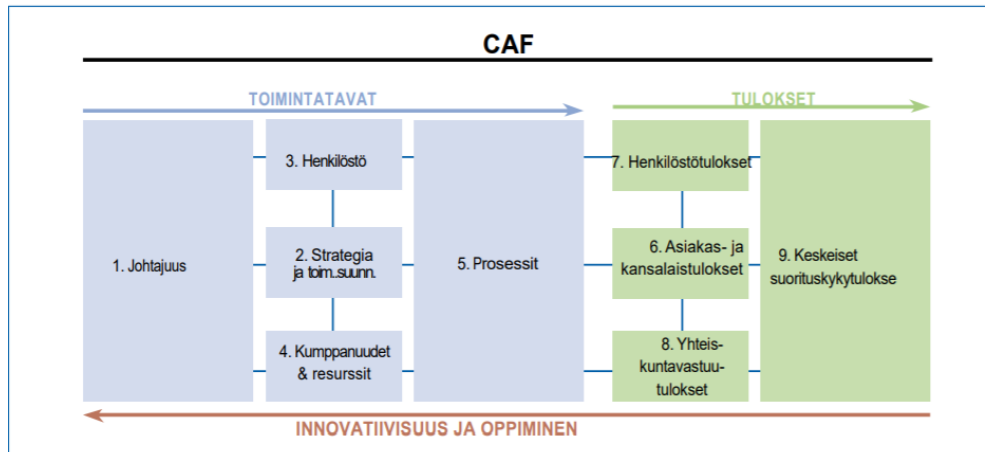 CAF
TOIMINTATAVAT
TULOKSET
1. Johtajuus
3. Henkilöstö
2. Strategia
ja toim.suunn.
4. Kumppanuudet
& resurssit
5. Prosessit
7. Henkilöstötulokset
6. Asiakas- ja
kansalaistulokset
8. Yhteis-
kuntavastuu-
tulokset
9. Keskeiset
suorituskykytulokse
INNOVATIIVISUUS JA OPPIMINEN